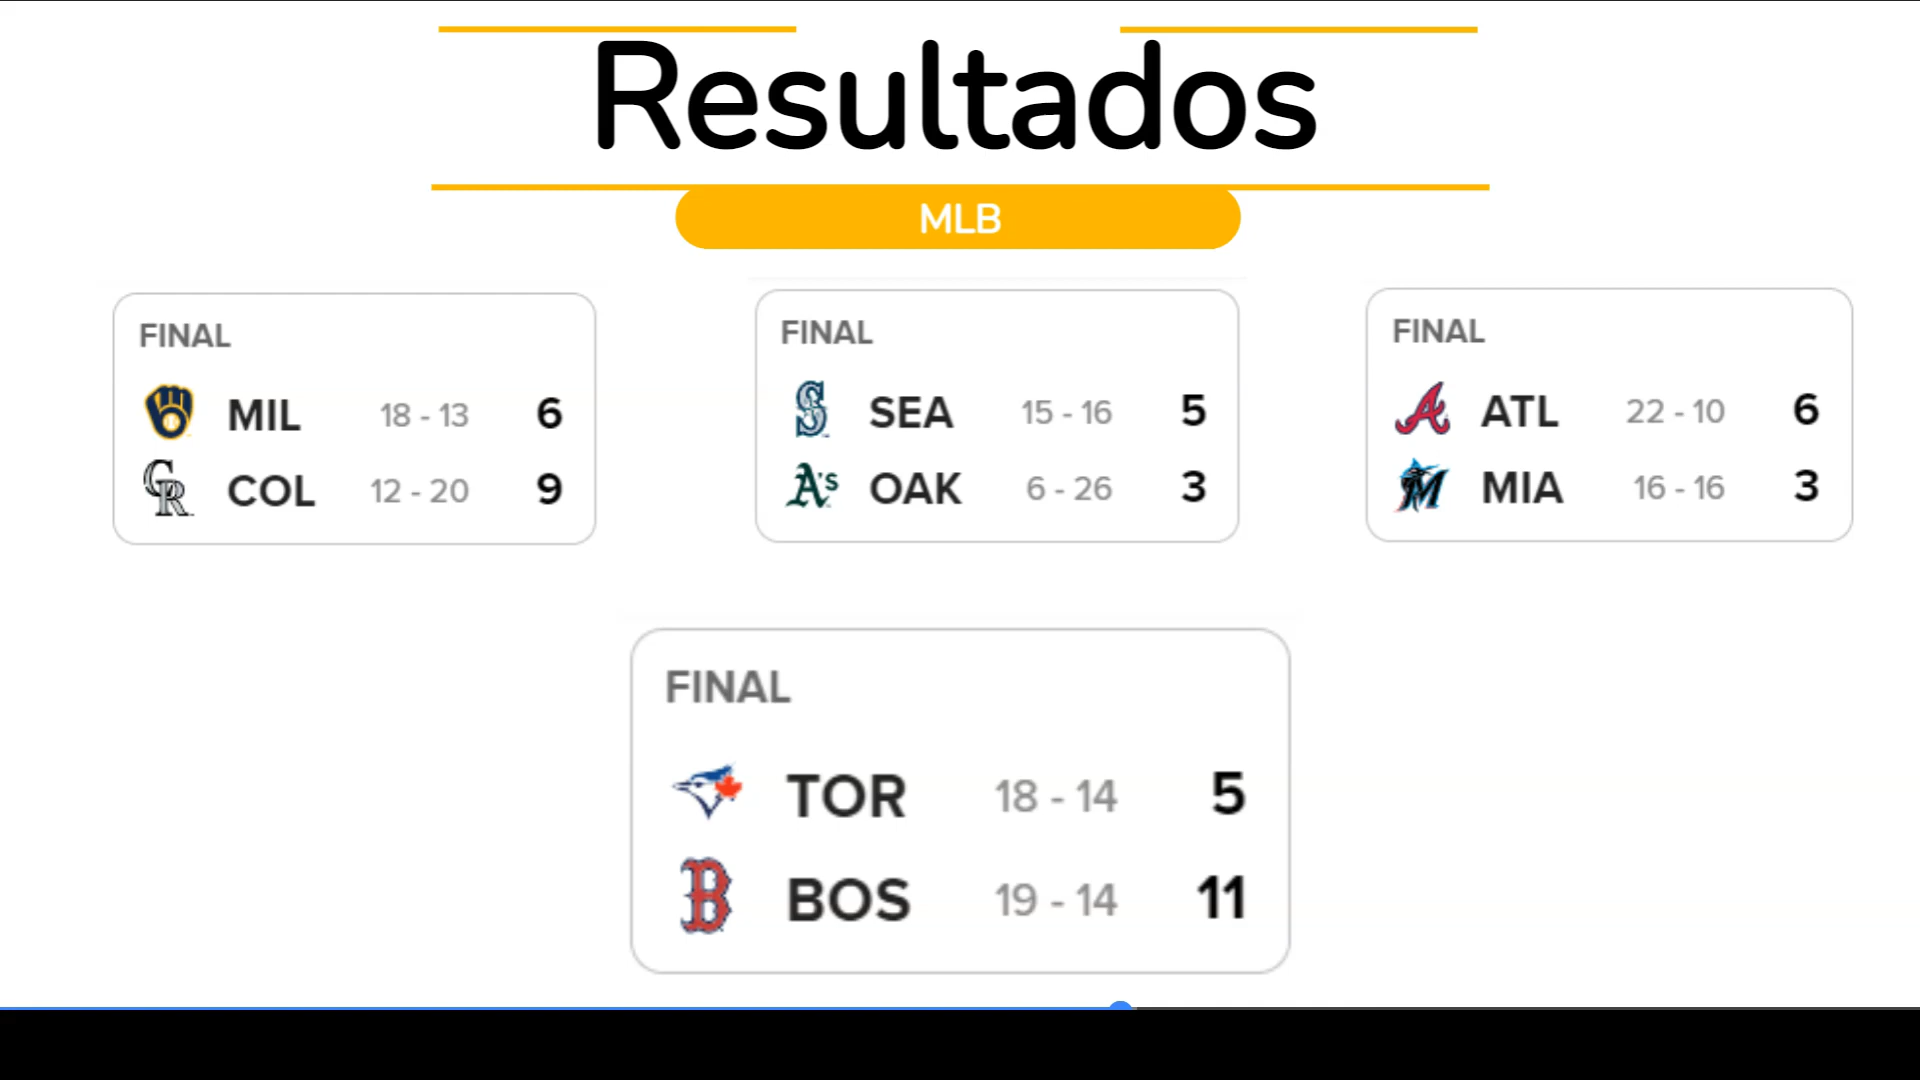 Resultados
MLB
FINAL
MIL 18 - 13 6
COL 12 - 20 9
FINAL
SEA 15 - 16 5
OAK 6 - 26 3
FINAL
ATL 22 - 10 6
MIA 16 - 16 3
FINAL
TOR 18 - 14 5
BOS 19 - 14 11